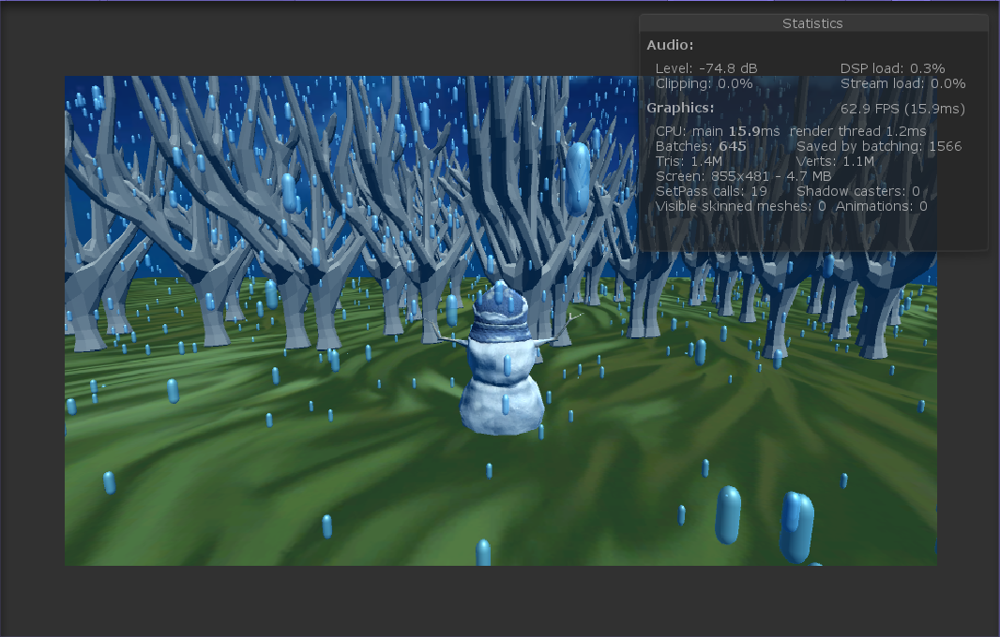 Statistics
Audio:
Level: -74.8 dB DSP load: 0.3%
Clipping: 0.0% Stream load: 0.0%
Graphics: 62.9 FPS (15.9ms)
CPU: main 15.9ms render thread 1.2ms
Batches: 645 Saved by batching: 1566
Tris: 1.4M Verts: 1.1M
Screen: 855x481 - 4.7 MB
SetPass calls: 19 Shadow casters: 0
Visible skinned meshes: 0 Animations: 0